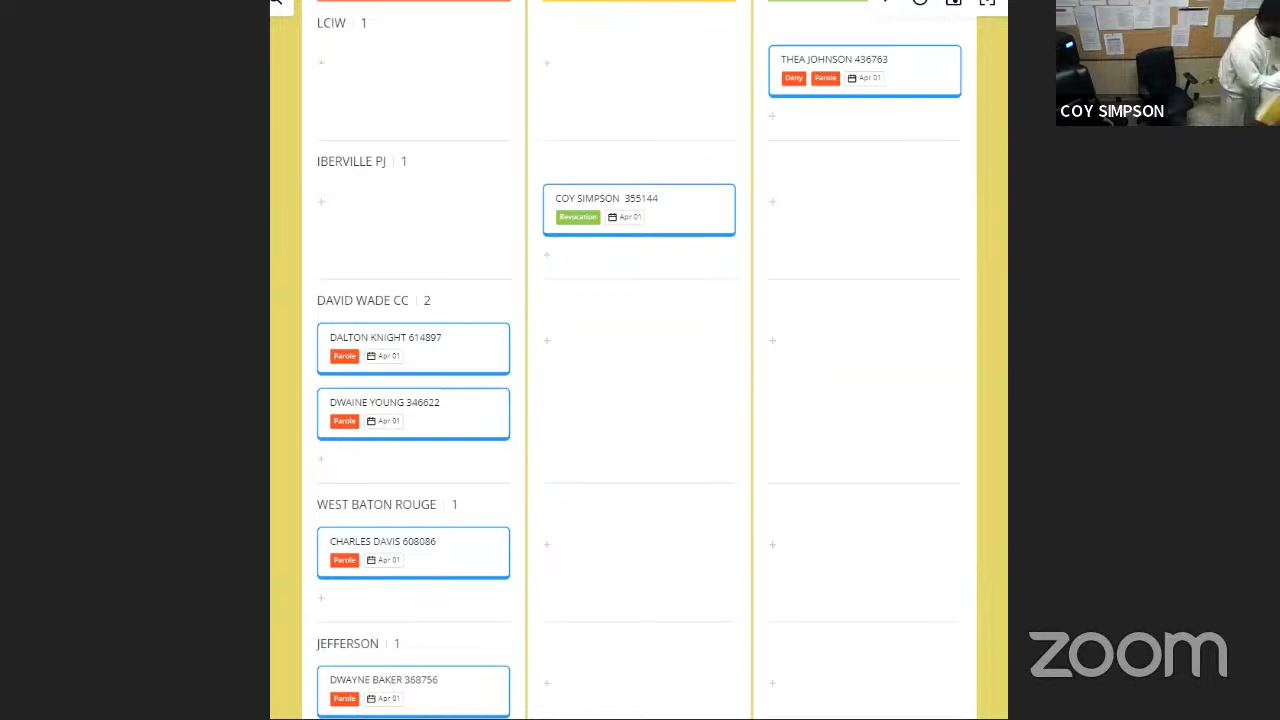 LCIW 1
THEA JOHNSON 436763
Deny Parole Apr 01
IBERVILLE PJ 1
COY SIMPSON 355144
Revocation Apr 01
DAVID WADE CC 2
DALTON KNIGHT 614897
Parole Apr 01
DWAINE YOUNG 346622
Parole Apr 01
WEST BATON ROUGE 1
CHARLES DAVIS 608086
Parole Apr 01
JEFFERSON 1
DWAYNE BAKER 368756
Parole Apr 01
COY SIMPSON
zoom